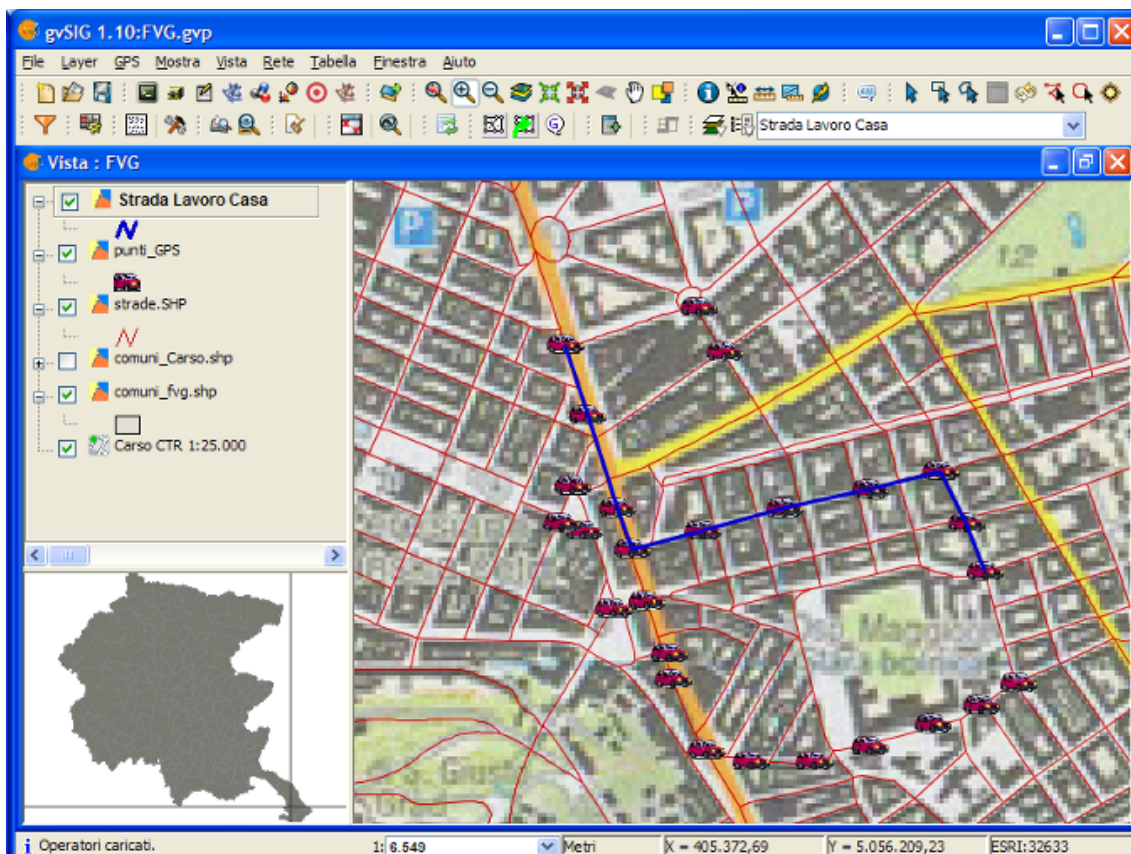 gvSIG 1.10:FVG.gvp
File Layer GPS Mostra Vista Rete Tabella Finestra Aiuto
Strada Lavoro Casa
Vista : FVG
Strada Lavoro Casa
punti_GPS
strade.SHP
comuni_Carso.shp
comuni_fvg.shp
Carso CTR 1:25.000
P
P
Operatori caricati.
1: 6.549
Metri
X = 405.372,69
Y = 5.056.209,23
ESRI:32633